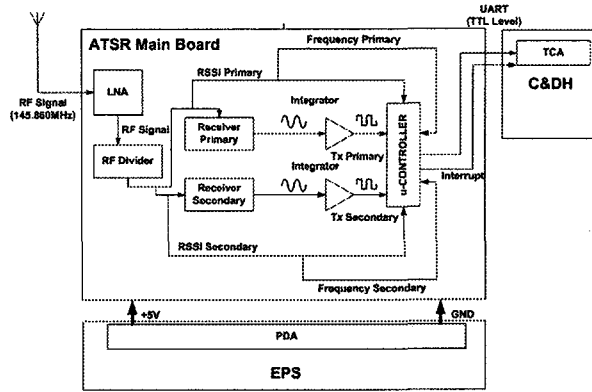 UART
(TTL Level)
ATSR Main Board
Frequency Primary
TCA
C&DH
RSSI Primary
LNA
RF Signal
(145.860MHz)
Integrator
RF Signal
Receiver
Primary
Tx Primary
RF Divider
u-CONTROLLER
Integrator
Interrupt
Receiver
Secondary
Tx Secondary
RSSI Secondary
Frequency Secondary
+5V
GND
PDA
EPS